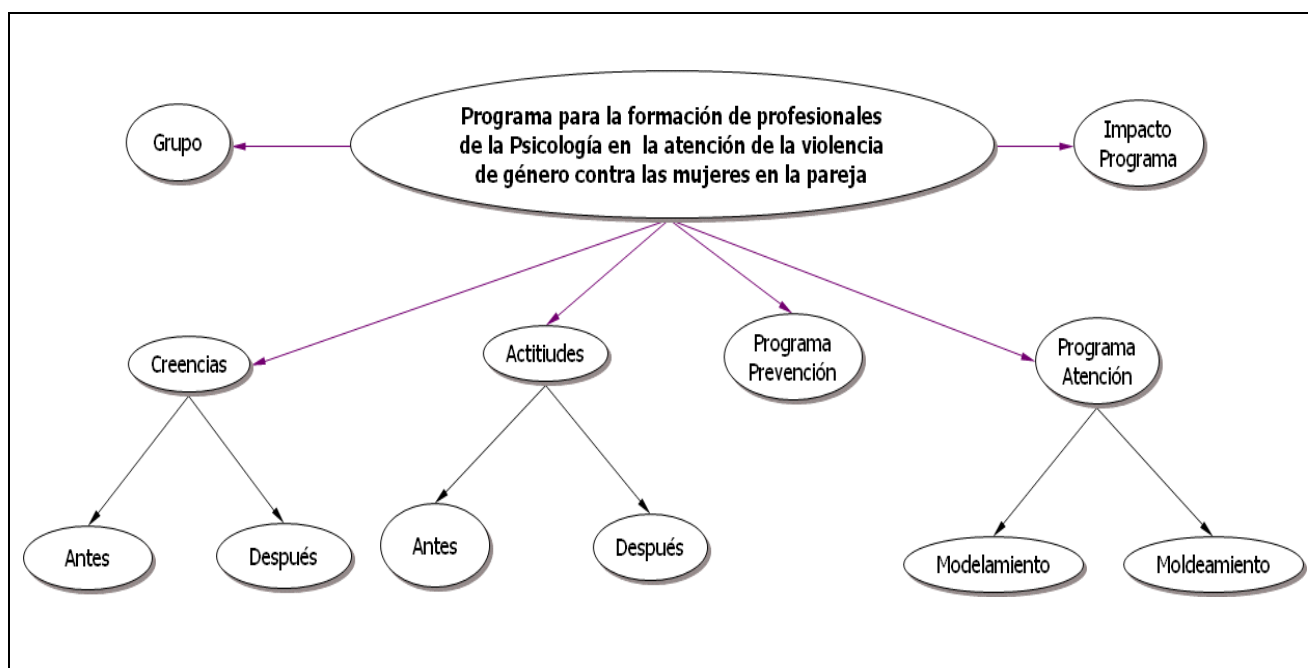 Programa para la formación de profesionales
de la Psicología en la atención de la violencia
de género contra las mujeres en la pareja
Grupo
Impacto
Programa
Creencias
Actitiudes
Programa
Prevención
Programa
Atención
Antes
Después
Antes
Después
Modelamiento
Moldeamiento